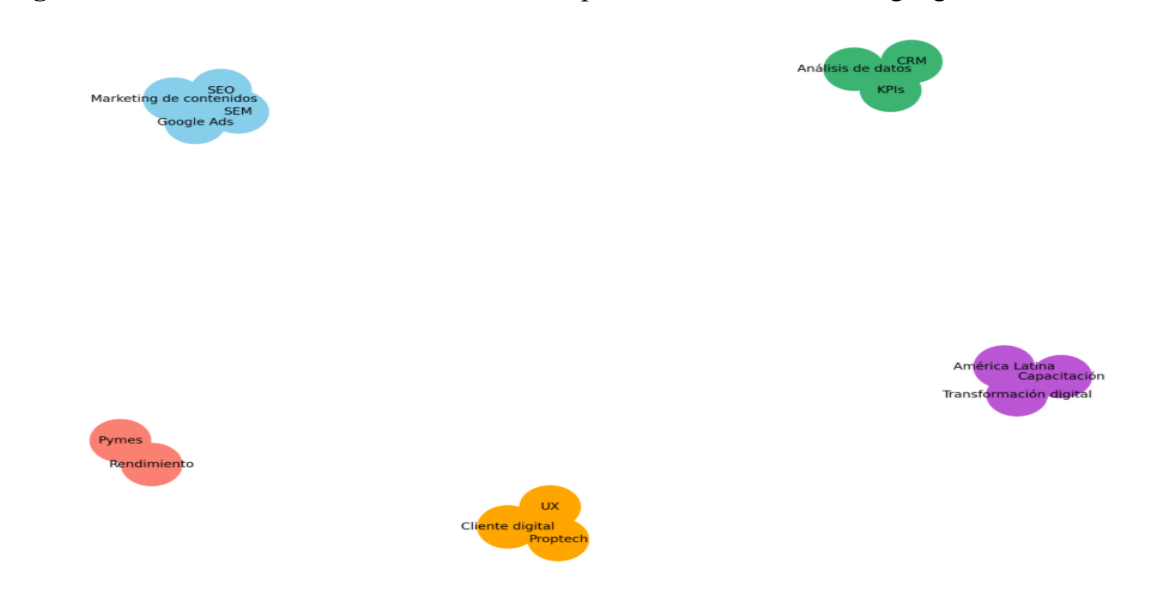 SEO
Marketing de contenidos
SEM
Google Ads
CRM
Análisis de datos
KPIs
América Latina
Capacitación
Transformación digital
Pymes
Rendimiento
UX
Cliente digital
Proptech